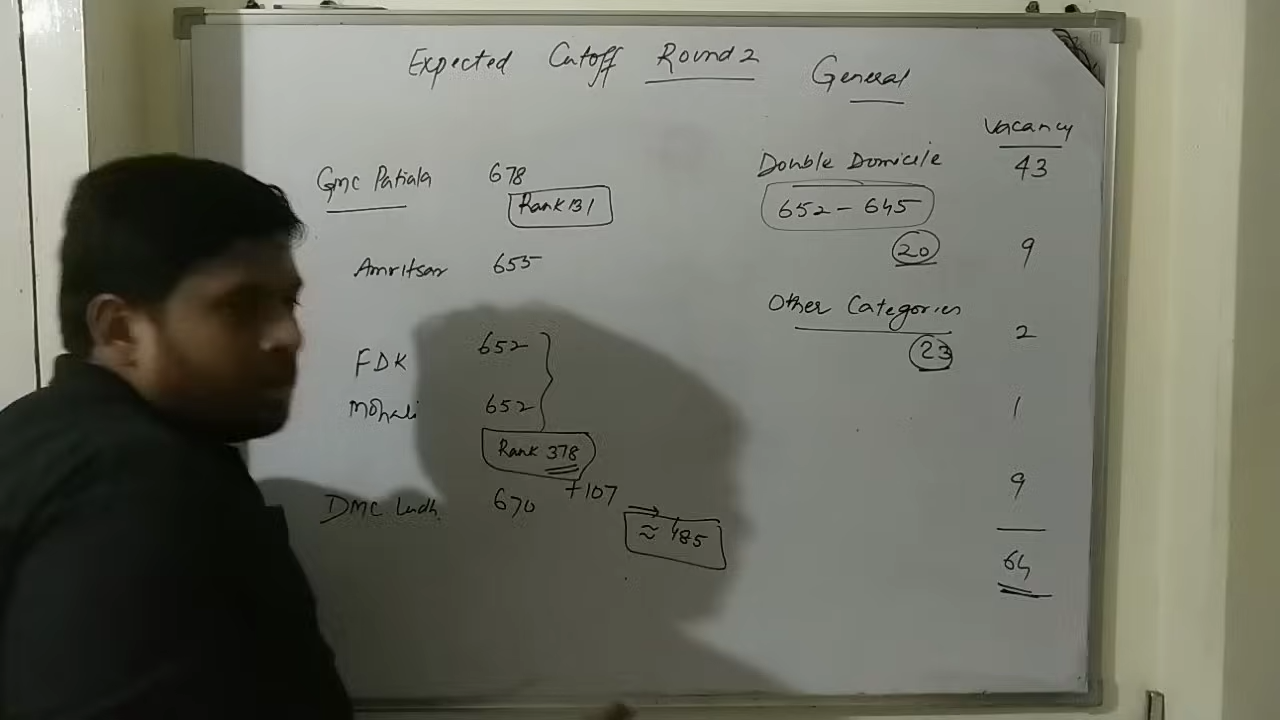 Expected Cutoff Round 2 General
Vacancy
GMC Patiala 678 Double Domicile 43
Rank 131 652 - 645
Amritsar 655 20 9
Other Categories
FDK 652 23 2
Mohali 652 1
Rank 378
DMC Ludh. 670 +107 → 9
≈ 485
64